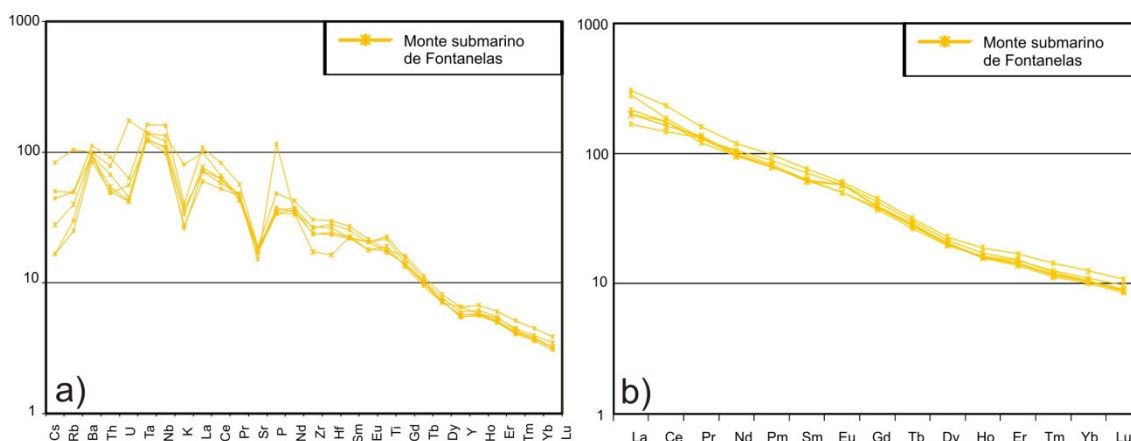 1000
100
10
1
Monte submarino
de Fontanelas
a)
Cs Rb Ba Th U Ta Nb K La Ce Pr Sr P Nd Zr Hf Sm Eu Ti Gd Tb Dy Y Ho Er Tm Yb Lu
1000
100
10
1
Monte submarino
de Fontanelas
b)
La Ce Pr Nd Pm Sm Eu Gd Tb Dy Ho Er Tm Yb Lu